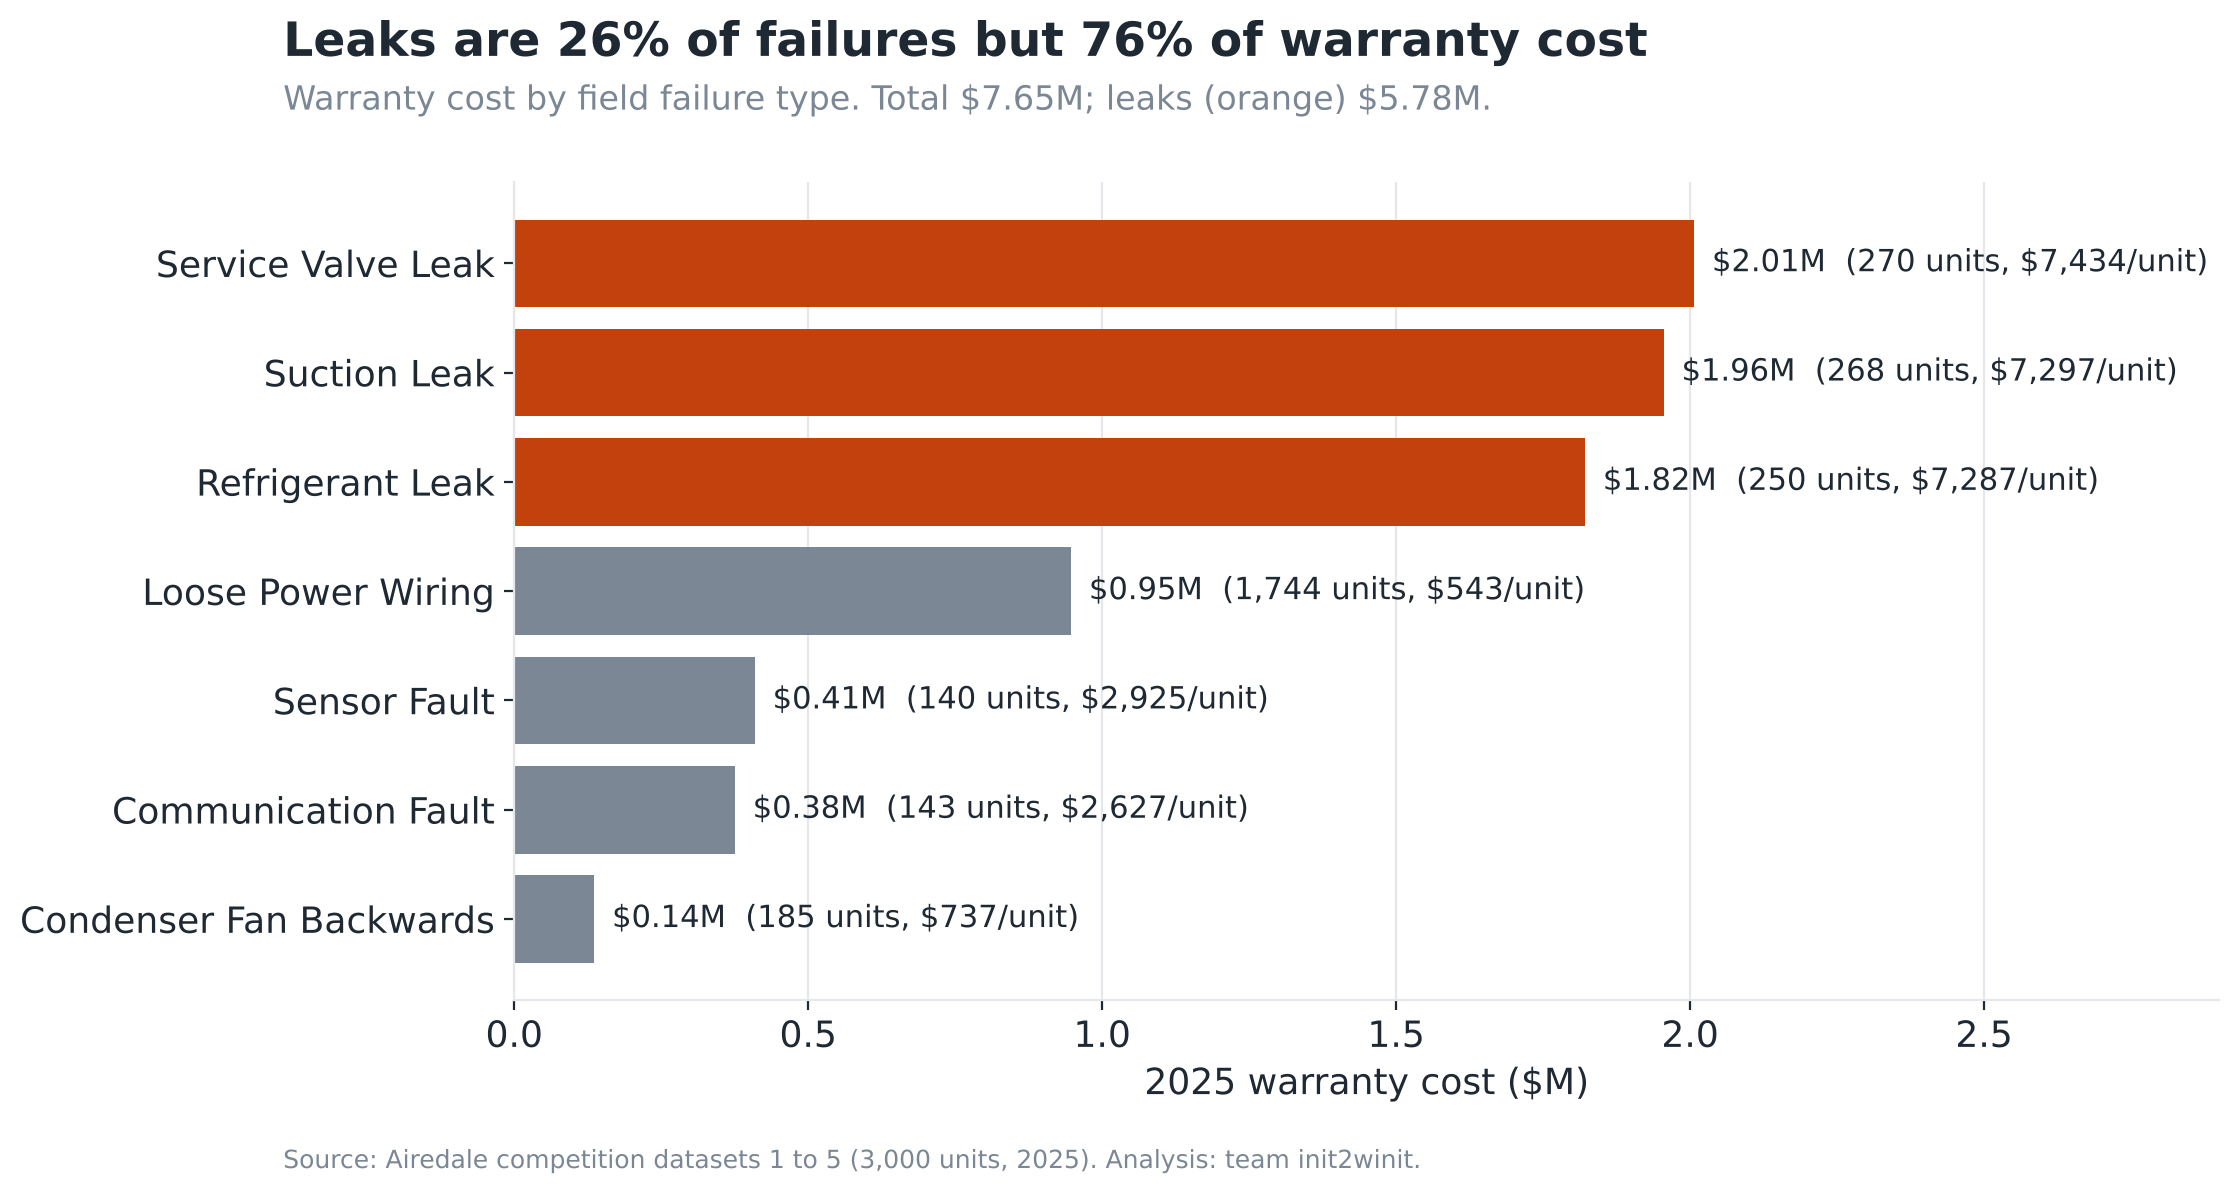 Leaks are 26% of failures but 76% of warranty cost
Warranty cost by field failure type. Total $7.65M; leaks (orange) $5.78M.
Service Valve Leak
$2.01M (270 units, $7,434/unit)
Suction Leak
$1.96M (268 units, $7,297/unit)
Refrigerant Leak
$1.82M (250 units, $7,287/unit)
Loose Power Wiring
$0.95M (1,744 units, $543/unit)
Sensor Fault
$0.41M (140 units, $2,925/unit)
Communication Fault
$0.38M (143 units, $2,627/unit)
Condenser Fan Backwards
$0.14M (185 units, $737/unit)
0.0 0.5 1.0 1.5 2.0 2.5
2025 warranty cost ($M)
Source: Airedale competition datasets 1 to 5 (3,000 units, 2025). Analysis: team init2winit.